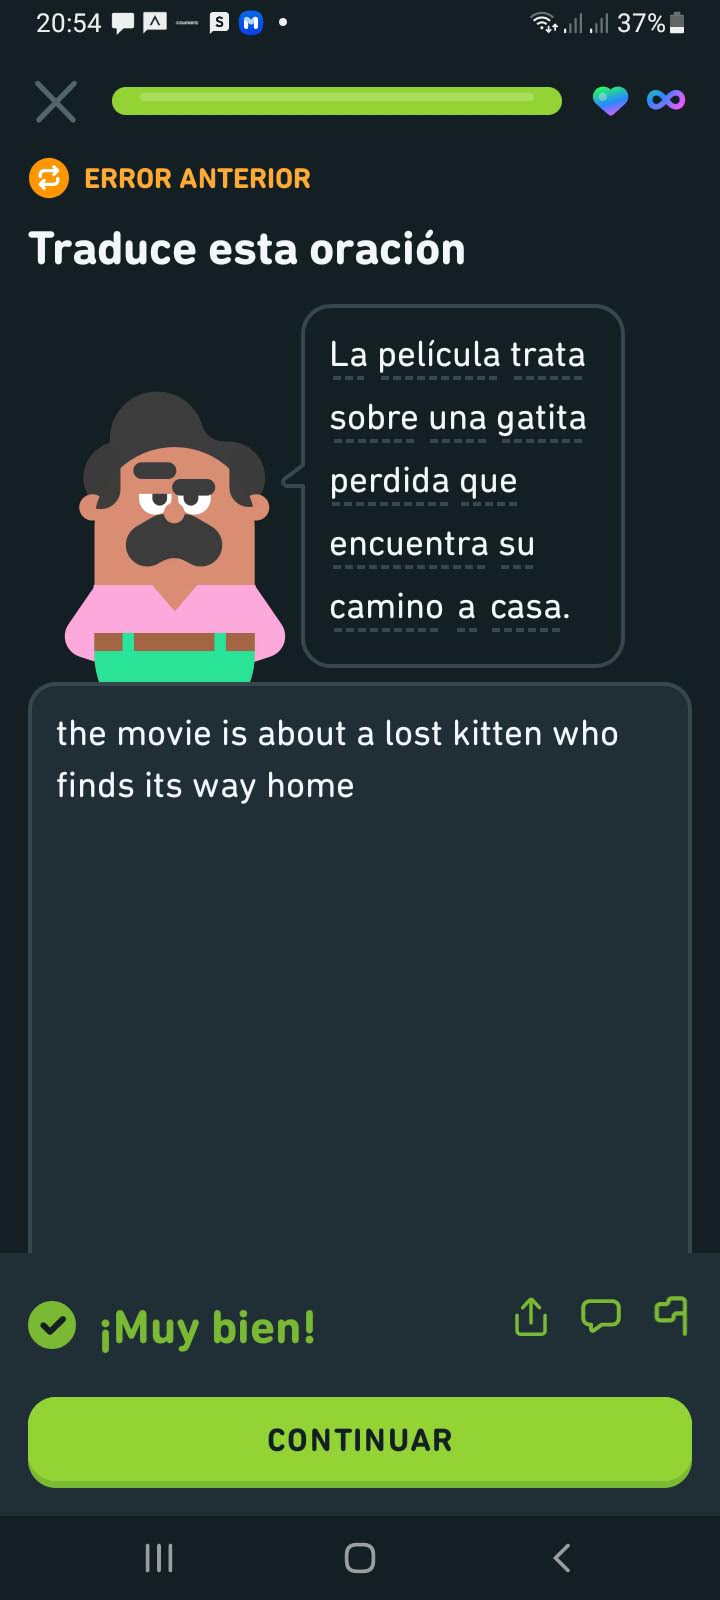 20:54
37%
ERROR ANTERIOR
Traduce esta oración
La película trata
sobre una gatita
perdida que
encuentra su
camino a casa.
the movie is about a lost kitten who
finds its way home
¡Muy bien!
CONTINUAR